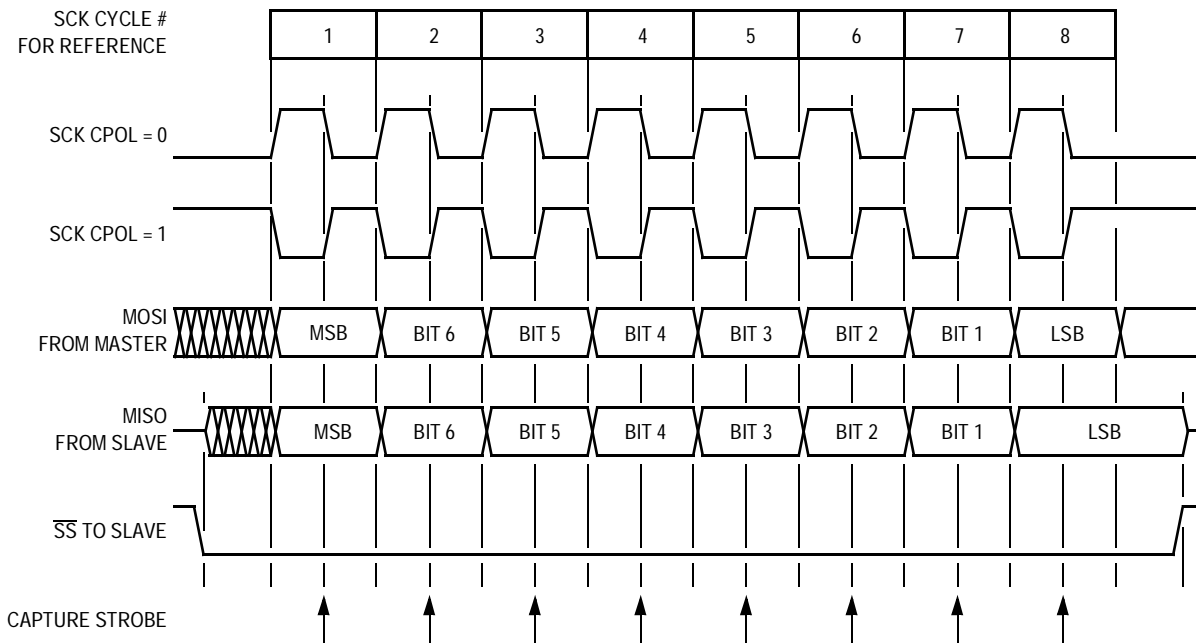 SCK CYCLE #
FOR REFERENCE
1 2 3 4 5 6 7 8
SCK CPOL = 0
SCK CPOL = 1
MOSI
FROM MASTER
MSB BIT 6 BIT 5 BIT 4 BIT 3 BIT 2 BIT 1 LSB
MISO
FROM SLAVE
MSB BIT 6 BIT 5 BIT 4 BIT 3 BIT 2 BIT 1 LSB
S̅S̅ TO SLAVE
CAPTURE STROBE